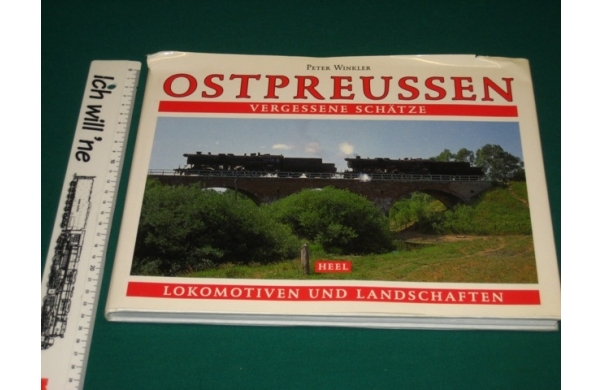 Ich will 'ne
PETER WINKLER
OSTPREUSSEN
VERGESSENE SCHÄTZE
HEEL
LOKOMOTIVEN UND LANDSCHAFTEN